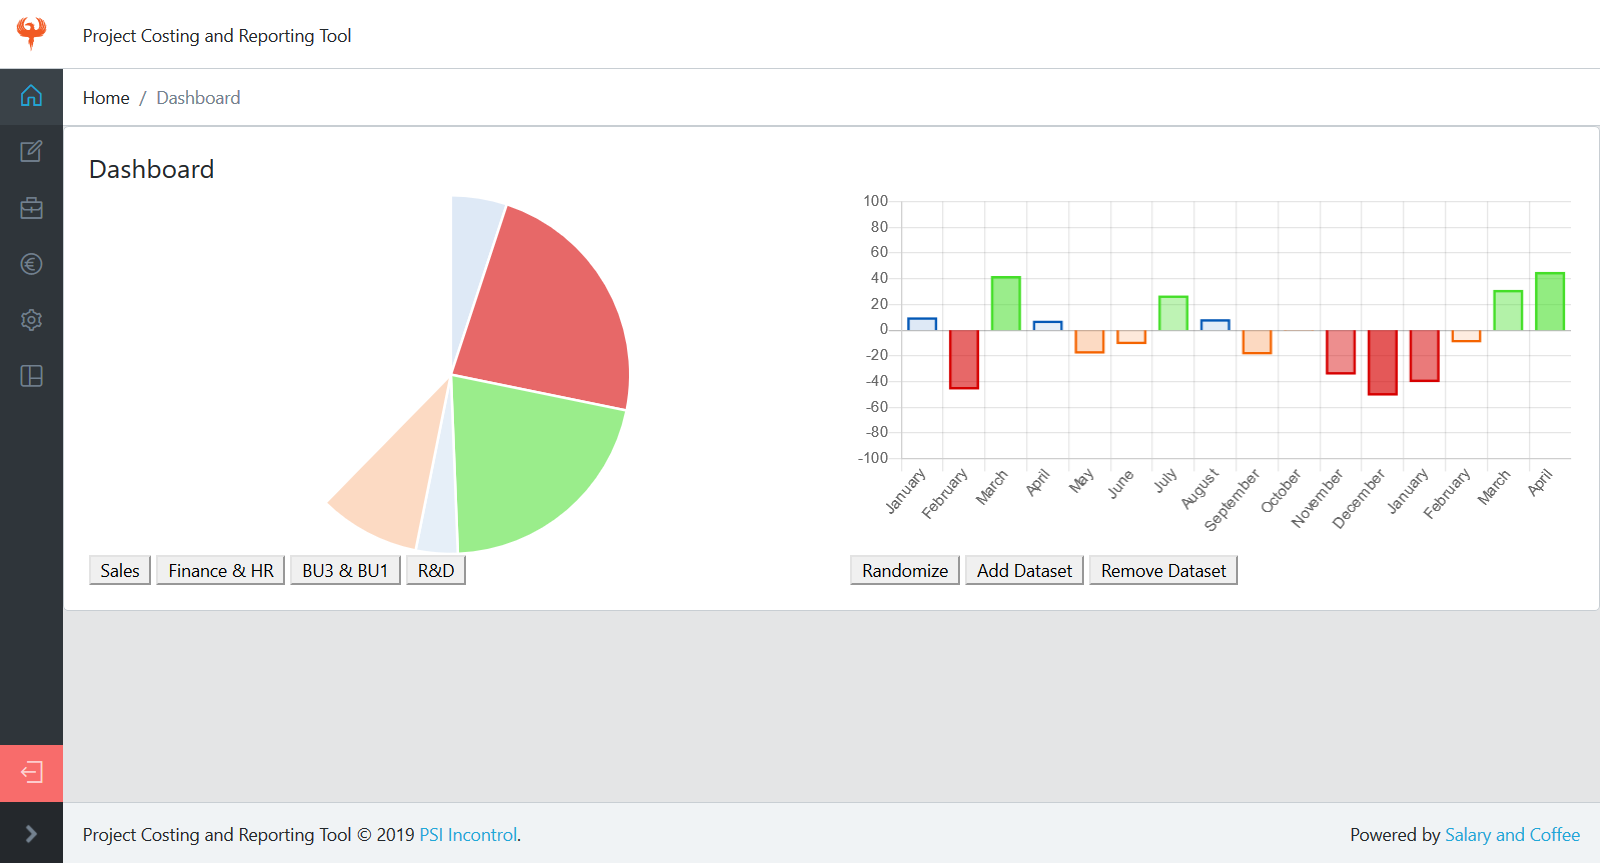 Project Costing and Reporting Tool
Home / Dashboard
Dashboard
100
80
60
40
20
0
-20
-40
-60
-80
-100
January February March April May June July August September October November December January February March April
Sales Finance & HR BU3 & BU1 R&D
Randomize Add Dataset Remove Dataset
Project Costing and Reporting Tool © 2019 PSI Incontrol.
Powered by Salary and Coffee